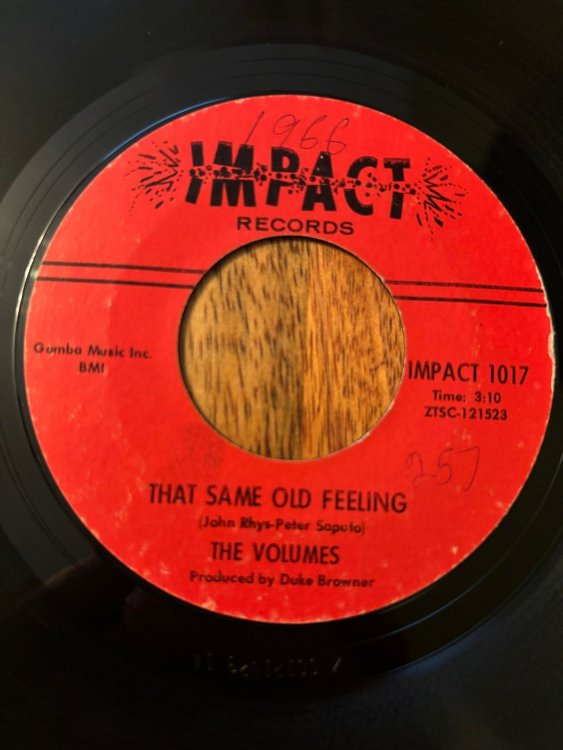 1966
IMPACT
RECORDS
Gumba Music Inc.
BMI
IMPACT 1017
Time: 3:10
ZTSC-121523
257
THAT SAME OLD FEELING
(John Rhys-Peter Saputo)
THE VOLUMES
Produced by Duke Browner